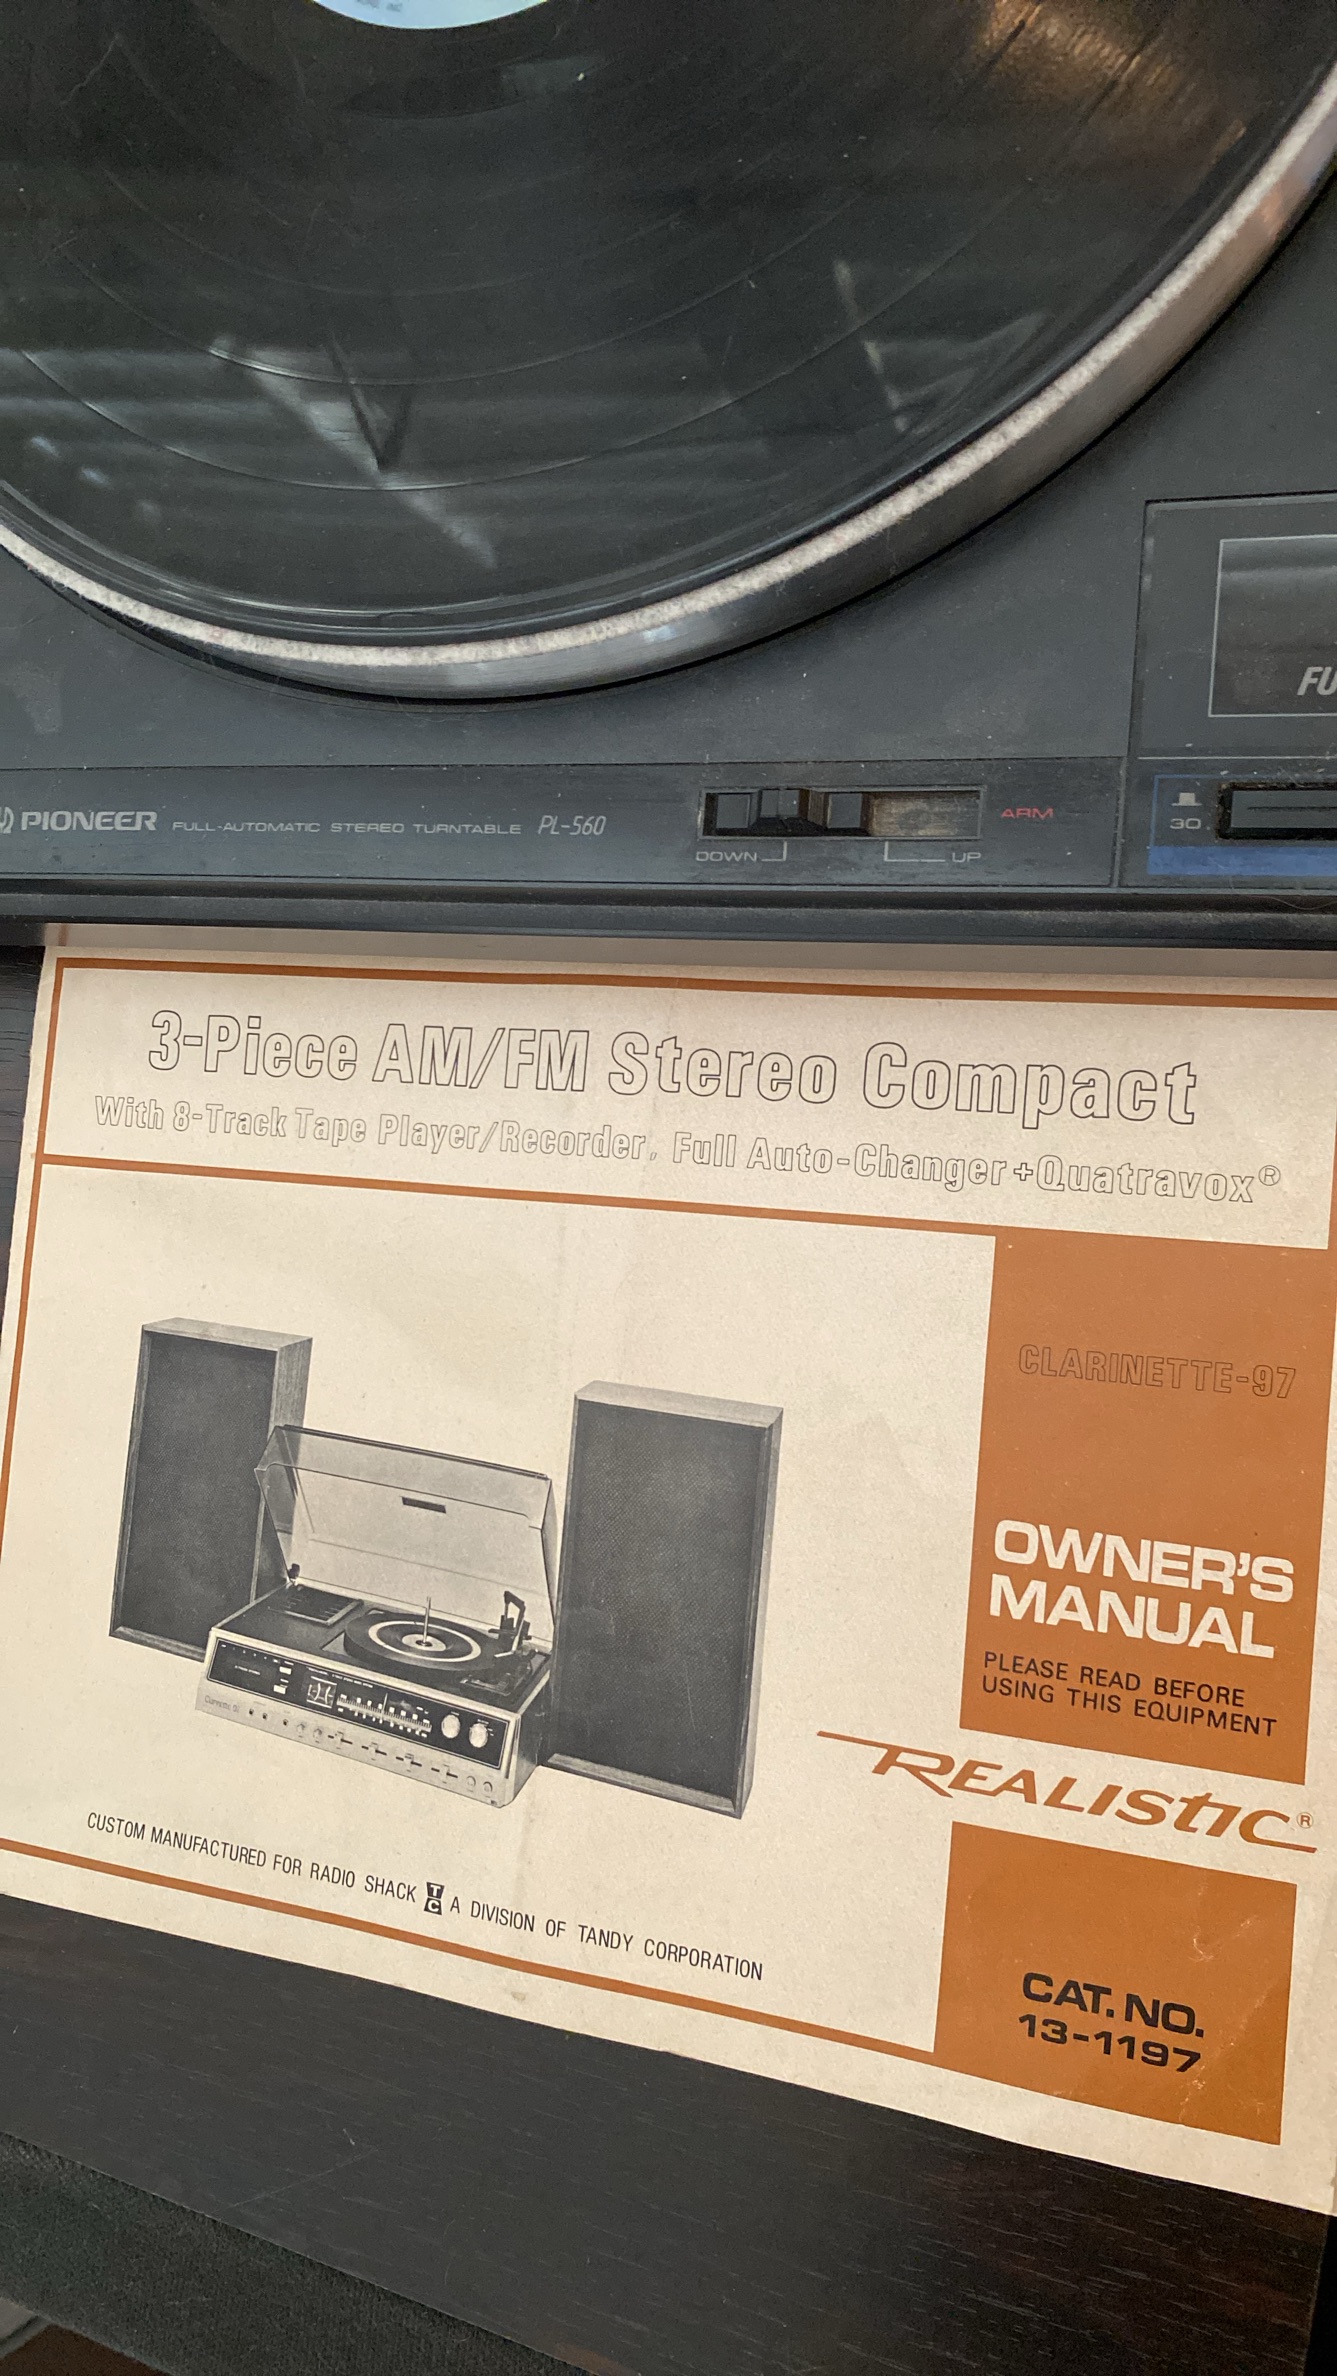 PIONEER FULL-AUTOMATIC STEREO TURNTABLE PL-560
DOWN UP
ARM
30
3-Piece AM/FM Stereo Compact
With 8-Track Tape Player/Recorder, Full Auto-Changer+Quatravox®
CLARINETTE-97
OWNER'S
MANUAL
PLEASE READ BEFORE
USING THIS EQUIPMENT
REALISTIC®
CUSTOM MANUFACTURED FOR RADIO SHACK TC A DIVISION OF TANDY CORPORATION
CAT. NO.
13-1197